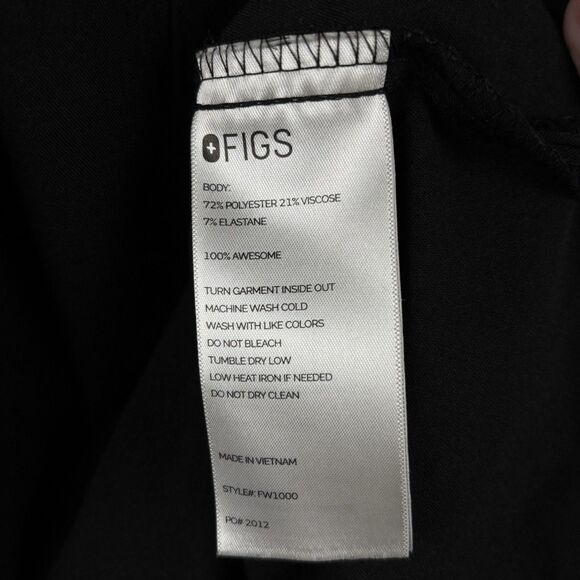 FIGS
BODY:
72% POLYESTER 21% VISCOSE
7% ELASTANE
100% AWESOME
TURN GARMENT INSIDE OUT
MACHINE WASH COLD
WASH WITH LIKE COLORS
DO NOT BLEACH
TUMBLE DRY LOW
LOW HEAT IRON IF NEEDED
DO NOT DRY CLEAN
MADE IN VIETNAM
STYLE#: FW1000
PO# 2012